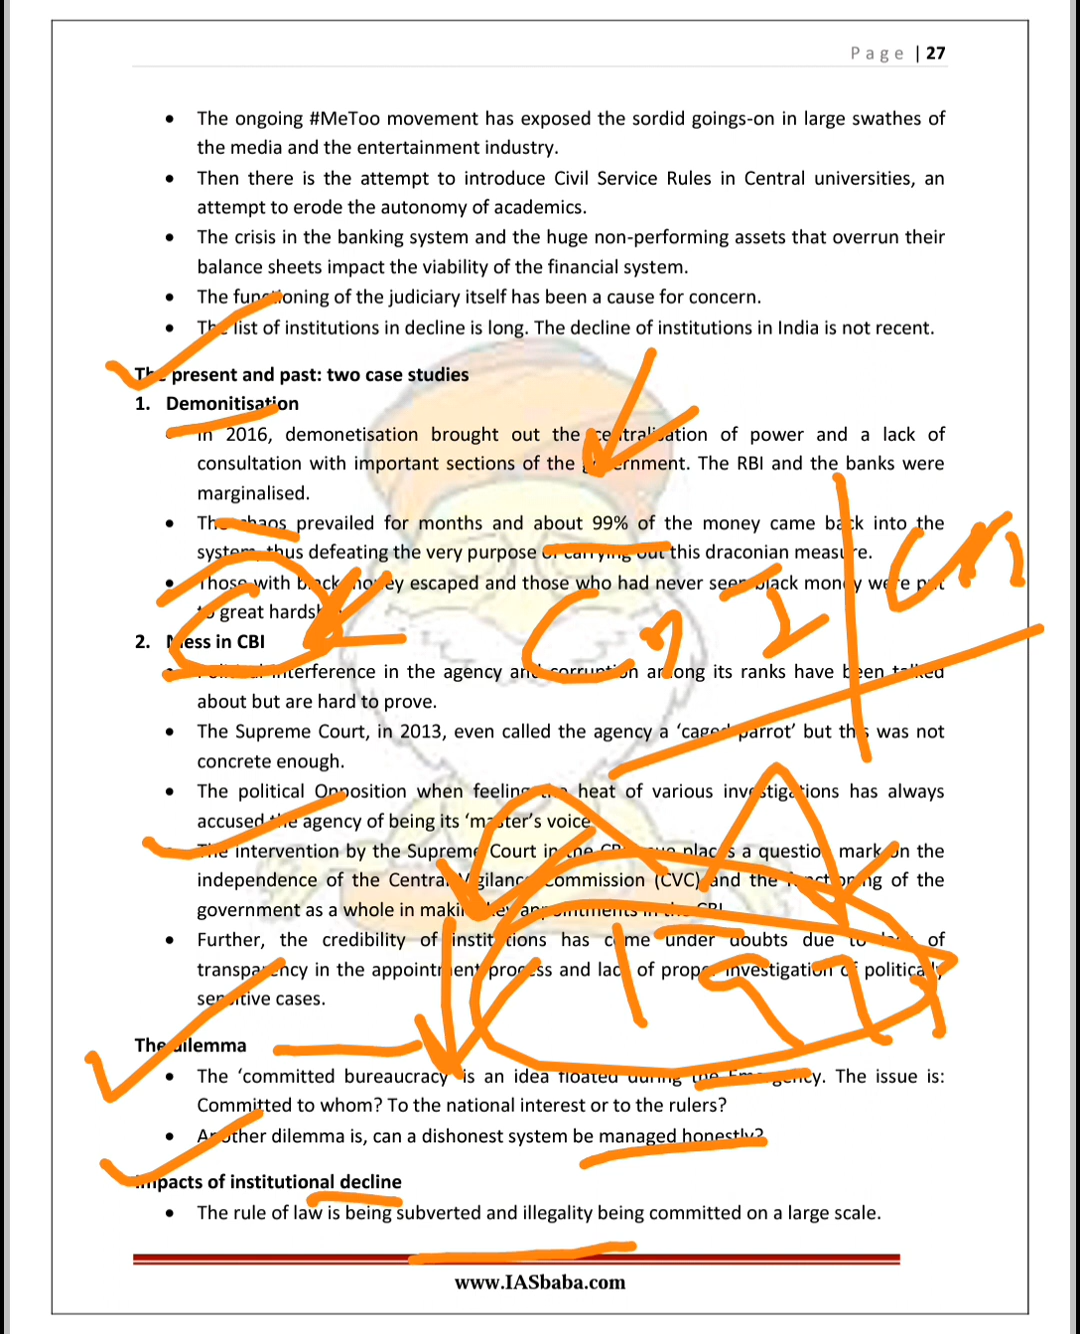 Page | 27
The ongoing #MeToo movement has exposed the sordid goings-on in large swathes of
the media and the entertainment industry.
Then there is the attempt to introduce Civil Service Rules in Central universities, an
attempt to erode the autonomy of academics.
The crisis in the banking system and the huge non-performing assets that overrun their
balance sheets impact the viability of the financial system.
The functioning of the judiciary itself has been a cause for concern.
The list of institutions in decline is long. The decline of institutions in India is not recent.
The present and past: two case studies
1. Demonitisation
In 2016, demonetisation brought out the centralisation of power and a lack of
consultation with important sections of the government. The RBI and the banks were
marginalised.
The chaos prevailed for months and about 99% of the money came back into the
system thus defeating the very purpose of carrying out this draconian measure.
Those with black money escaped and those who had never seen black money were put
to great hardship
2. Mess in CBI
Political interference in the agency and corruption among its ranks have been talked
about but are hard to prove.
The Supreme Court, in 2013, even called the agency a ‘caged parrot’ but this was not
concrete enough.
The political Opposition when feeling the heat of various investigations has always
accused the agency of being its ‘master’s voice
The intervention by the Supreme Court in the CBI places a question mark on the
independence of the Central Vigilance Commission (CVC) and the functioning of the
government as a whole in making key appointments in the CBI
Further, the credibility of institutions has come under doubts due to lack of
transparency in the appointment process and lack of proper investigation of politically
sensitive cases.
The dilemma
The ‘committed bureaucracy’ is an idea floated during the Emergency. The issue is:
Committed to whom? To the national interest or to the rulers?
Another dilemma is, can a dishonest system be managed honestly?
Impacts of institutional decline
The rule of law is being subverted and illegality being committed on a large scale.
www.IASbaba.com